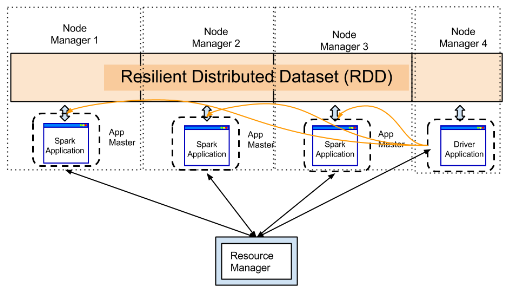 Node
Manager 1
Node
Manager 2
Node
Manager 3
Node
Manager 4
Resilient Distributed Dataset (RDD)
Spark
Application
App
Master
Spark
Application
App
Master
Spark
Application
App
Master
Driver
Application
Resource
Manager